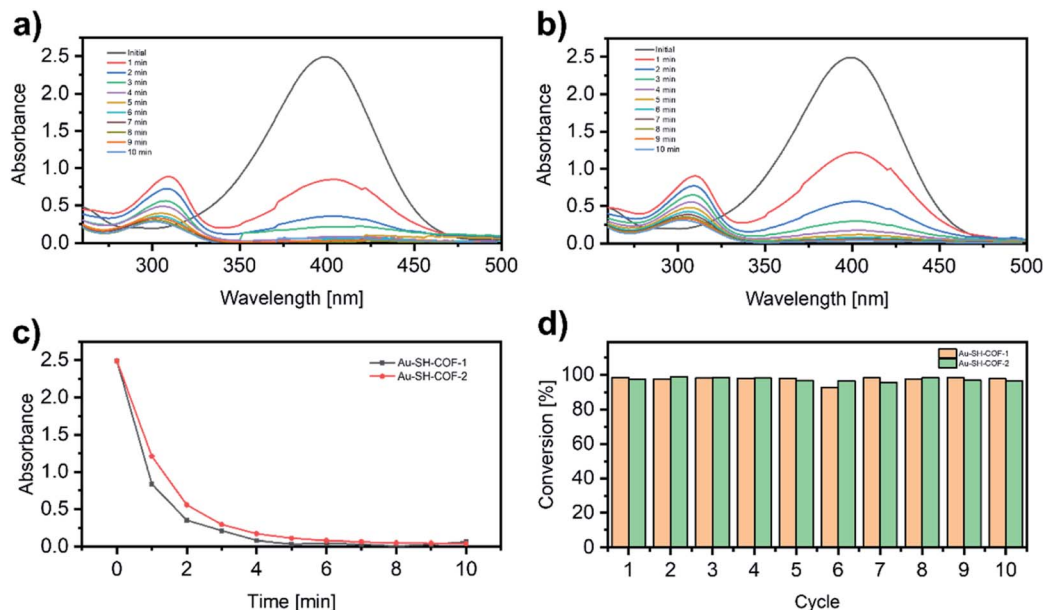 a)
2.5
2.0
1.5
1.0
0.5
0.0
Absorbance
Initial
1 min
2 min
3 min
4 min
5 min
6 min
7 min
8 min
9 min
10 min
300 350 400 450 500
Wavelength [nm]
b)
2.5
2.0
1.5
1.0
0.5
0.0
Absorbance
Initial
1 min
2 min
3 min
4 min
5 min
6 min
7 min
8 min
9 min
10 min
300 350 400 450 500
Wavelength [nm]
c)
2.5
2.0
1.5
1.0
0.5
0.0
Absorbance
Au-SH-COF-1
Au-SH-COF-2
0 2 4 6 8 10
Time [min]
d)
100
80
60
40
20
0
Conversion [%]
Au-SH-COF-1
Au-SH-COF-2
1 2 3 4 5 6 7 8 9 10
Cycle